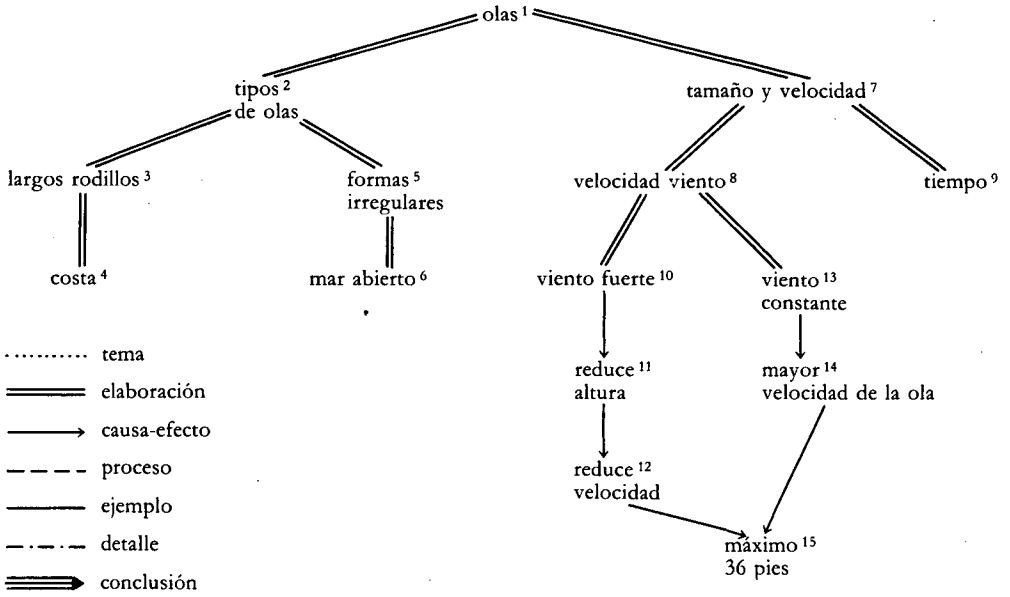 olas 1
tipos 2
de olas
tamaño y velocidad 7
largos rodillos 3
formas 5
irregulares
velocidad viento 8
tiempo 9
costa 4
mar abierto 6
viento fuerte 10
viento 13
constante
reduce 11
altura
mayor 14
velocidad de la ola
reduce 12
velocidad
máximo 15
36 pies
tema
elaboración
causa-efecto
proceso
ejemplo
detalle
conclusión